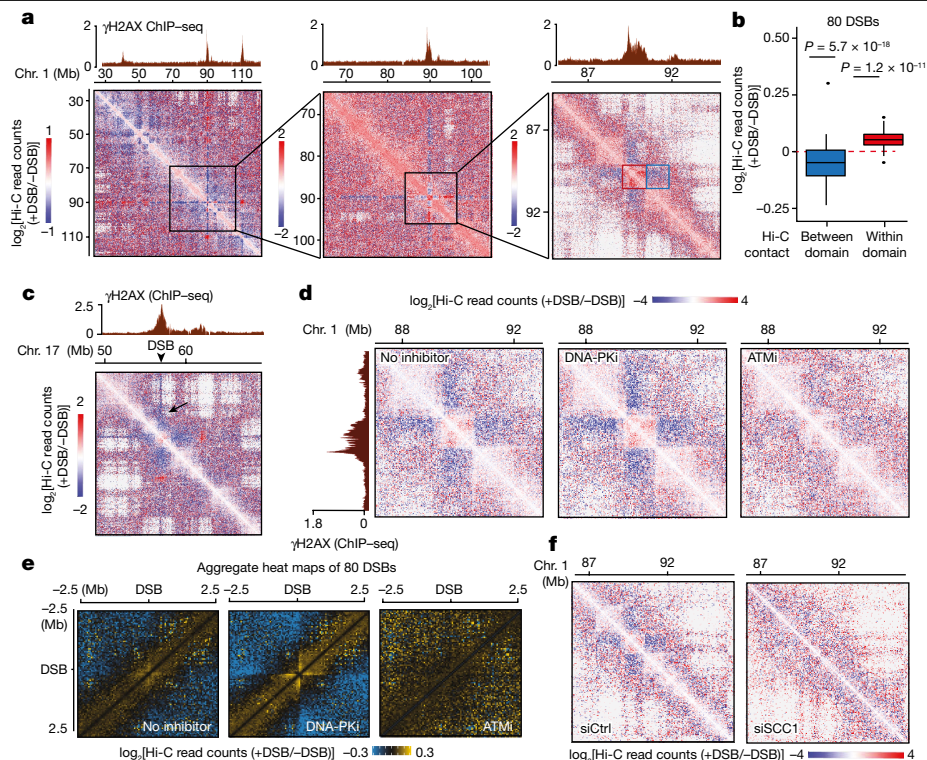 a
γH2AX ChIP–seq
2
0
Chr. 1 (Mb)
30 50 70 90 110
30
50
70
90
110
log2[Hi-C read counts (+DSB/−DSB)]
1
−1
2
0
70 80 90 100
70
80
90
100
2
−2
2
0
87 92
87
92
2
−2
b
80 DSBs
P = 5.7 × 10−18
P = 1.2 × 10−11
log2[Hi-C read counts (+DSB/−DSB)]
0.50
0.25
0
−0.25
Hi-C contact
Between domain
Within domain
c
γH2AX (ChIP–seq)
2.5
0
Chr. 17 (Mb)
DSB
50 60
log2[Hi-C read counts (+DSB/−DSB)]
2
−2
d
log2[Hi-C read counts (+DSB/−DSB)] −4 4
Chr. 1 (Mb)
88 92
88 92
88 92
No inhibitor
DNA-PKi
ATMi
1.8 0
γH2AX (ChIP–seq)
e
Aggregate heat maps of 80 DSBs
−2.5 (Mb) DSB 2.5
−2.5 DSB 2.5
−2.5 DSB 2.5
−2.5 (Mb)
DSB
2.5
No inhibitor
DNA-PKi
ATMi
log2[Hi-C read counts (+DSB/−DSB)] −0.3 0.3
f
Chr. 1 (Mb)
87 92
87 92
siCtrl
siSCC1
log2[Hi-C read counts (+DSB/−DSB)] −4 4